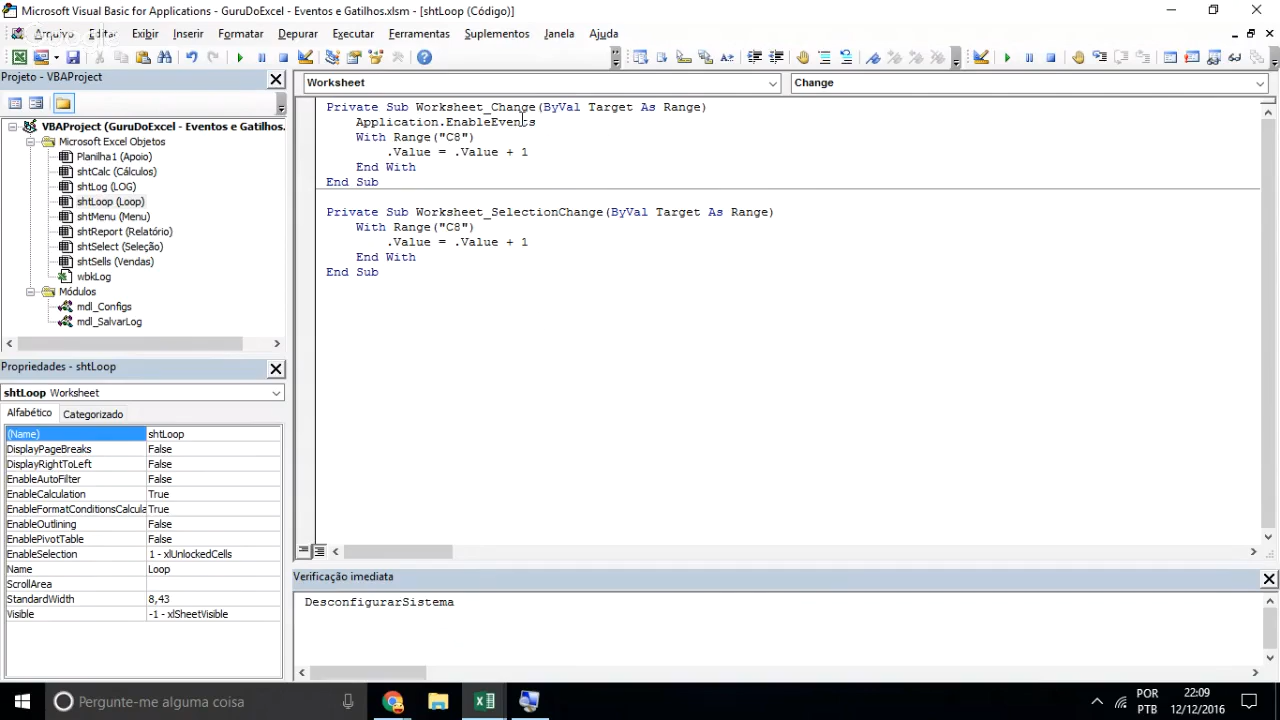 Microsoft Visual Basic for Applications - GuruDoExcel - Eventos e Gatilhos.xlsm - [shtLoop (Código)]
Arquivo Editar Exibir Inserir Formatar Depurar Executar Ferramentas Suplementos Janela Ajuda
Projeto - VBAProject
VBAProject (GuruDoExcel - Eventos e Gatilhos.
Microsoft Excel Objetos
Planilha1 (Apoio)
shtCalc (Cálculos)
shtLog (LOG)
shtLoop (Loop)
shtMenu (Menu)
shtReport (Relatório)
shtSelect (Seleção)
shtSells (Vendas)
wbkLog
Módulos
mdl_Configs
mdl_SalvarLog
Propriedades - shtLoop
shtLoop Worksheet
Alfabético Categorizado
(Name) shtLoop
DisplayPageBreaks False
DisplayRightToLeft False
EnableAutoFilter False
EnableCalculation True
EnableFormatConditionsCalcula True
EnableOutlining False
EnablePivotTable False
EnableSelection 1 - xlUnlockedCells
Name Loop
ScrollArea
StandardWidth 8,43
Visible -1 - xlSheetVisible
Worksheet Change
Private Sub Worksheet_Change(ByVal Target As Range)
Application.EnableEvents
With Range("C8")
.Value = .Value + 1
End With
End Sub
Private Sub Worksheet_SelectionChange(ByVal Target As Range)
With Range("C8")
.Value = .Value + 1
End With
End Sub
Verificação imediata
DesconfigurarSistema
Pergunte-me alguma coisa
POR 22:09
PTB 12/12/2016